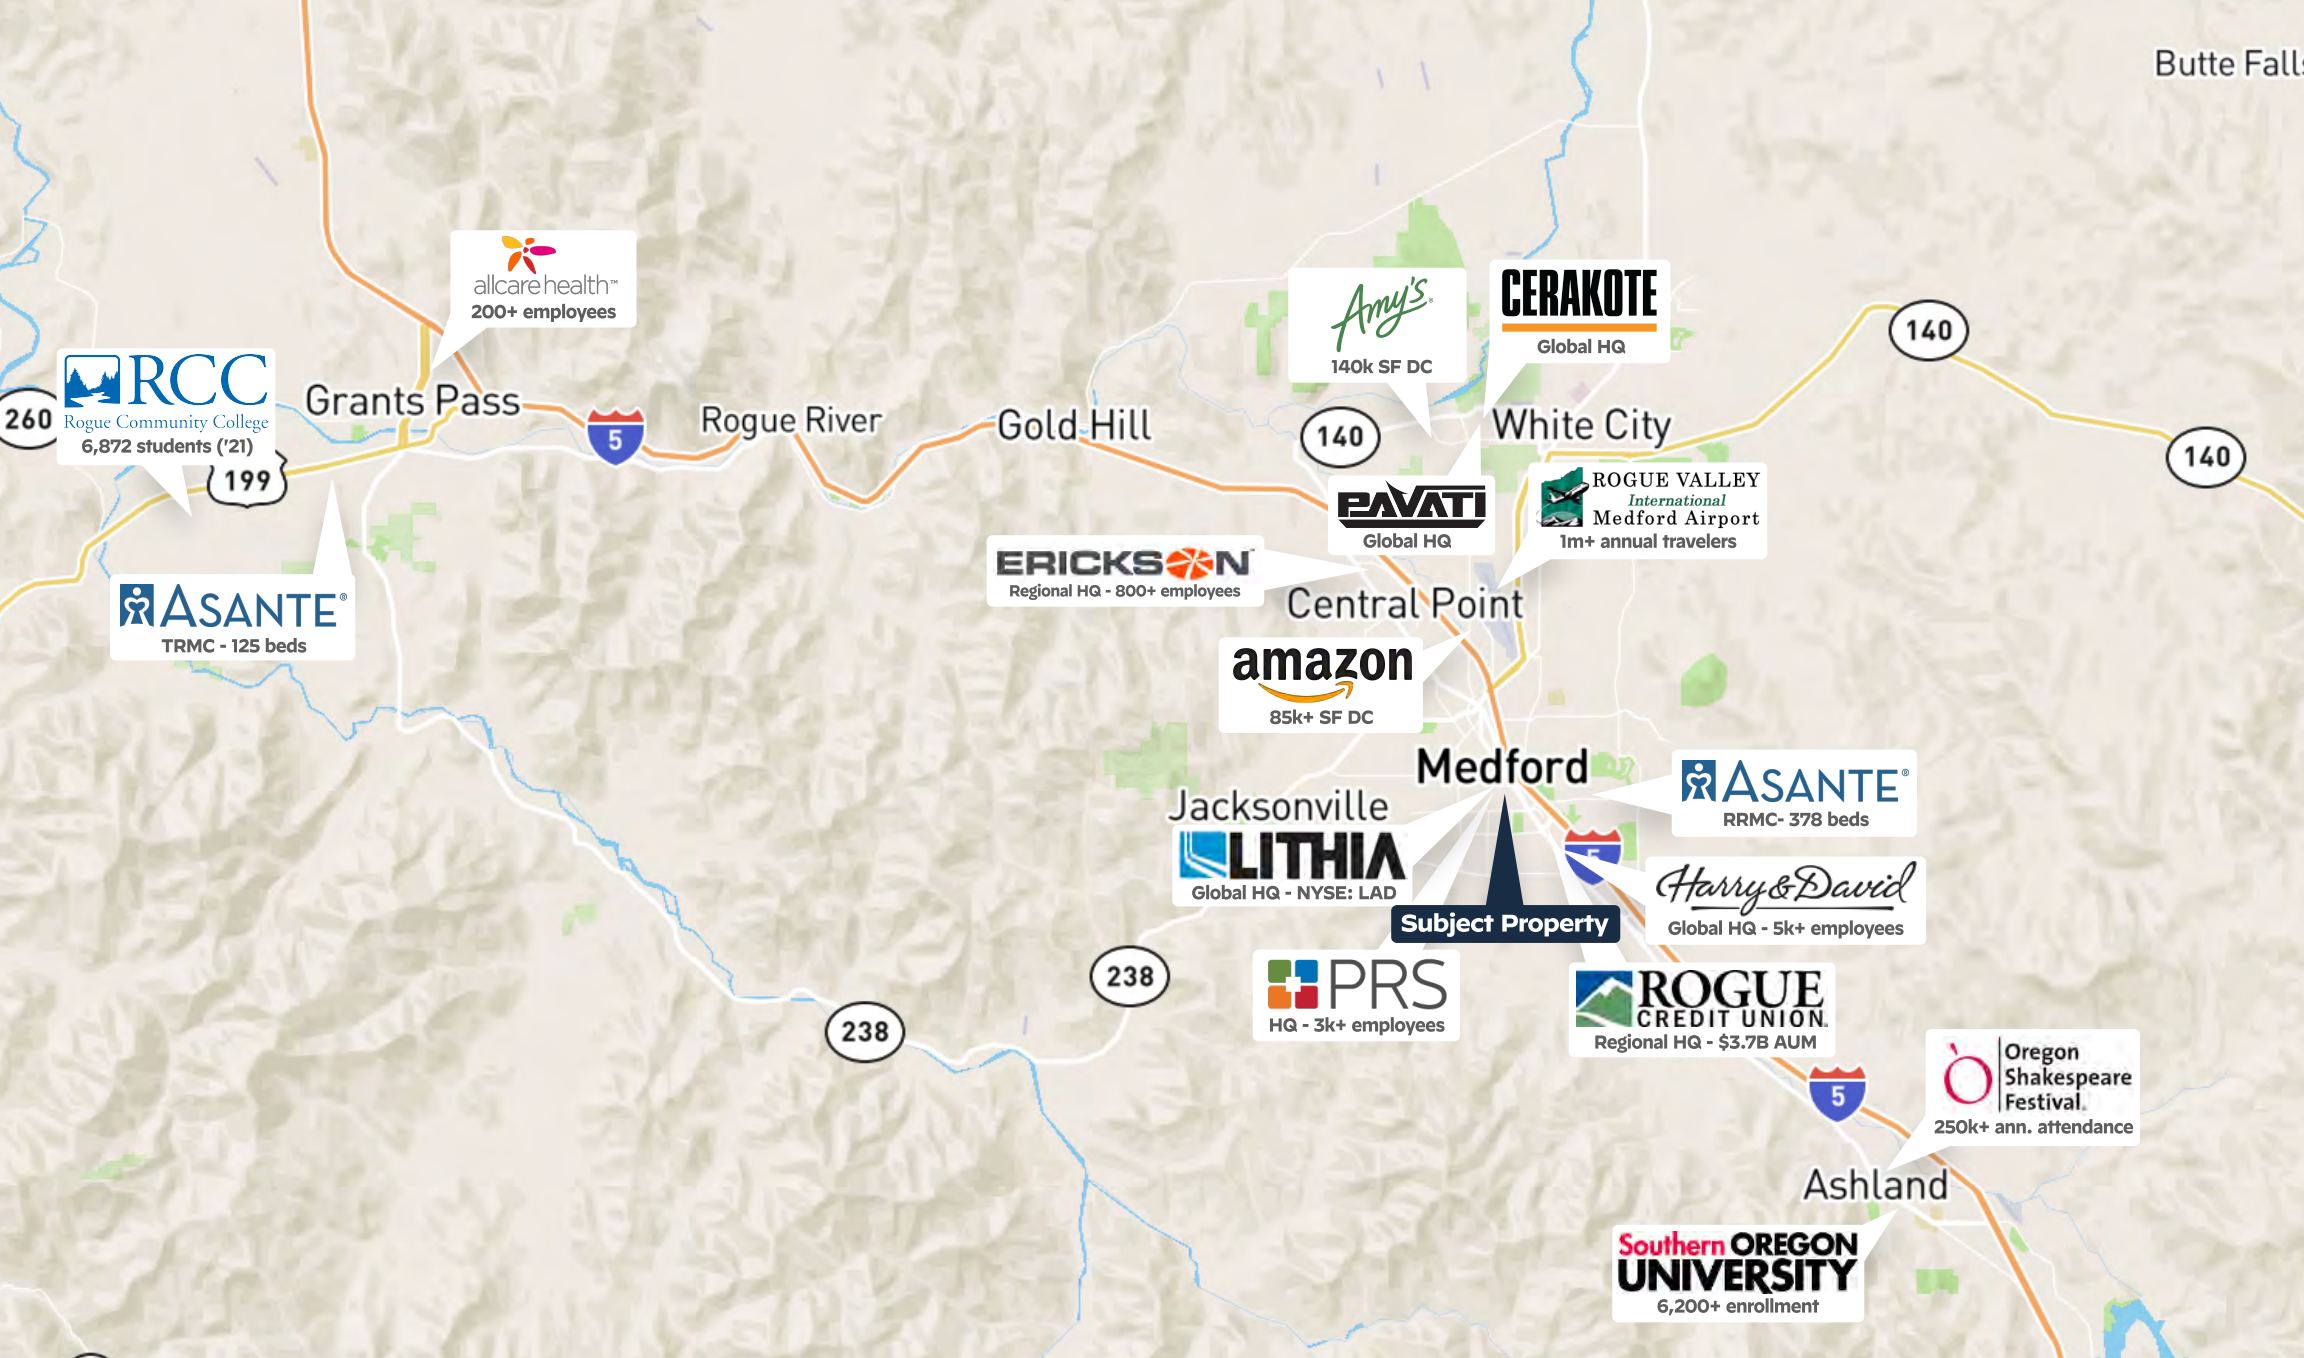 Butte Falls
allcare health™
200+ employees
RCC
Rogue Community College
6,872 students ('21)
260
199
Grants Pass
5
Rogue River
Gold Hill
Amy's®
140k SF DC
CERAKOTE
Global HQ
140
White City
140
140
PAVATI
Global HQ
ROGUE VALLEY
International
Medford Airport
1m+ annual travelers
ERICKSON
Regional HQ - 800+ employees
Central Point
ASANTE®
TRMC - 125 beds
amazon
85k+ SF DC
Medford
ASANTE®
RRMC- 378 beds
Jacksonville
LITHIA
Global HQ - NYSE: LAD
5
Harry & David
Global HQ - 5k+ employees
Subject Property
PRS
HQ - 3k+ employees
ROGUE
CREDIT UNION
Regional HQ - $3.7B AUM
238
238
5
Oregon
Shakespeare
Festival
250k+ ann. attendance
Ashland
Southern OREGON
UNIVERSITY
6,200+ enrollment